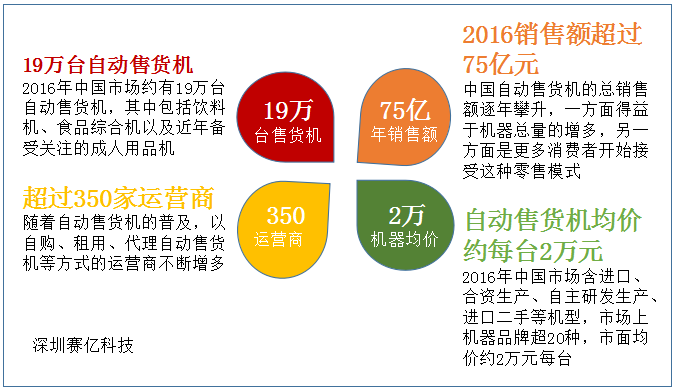 19万台自动售货机
2016年中国市场约有19万台
自动售货机，其中包括饮料
机、食品综合机以及近年备
受关注的成人用品机
19万
台售货机
75亿
年销售额
2016销售额超过
75亿元
中国自动售货机的总销售
额逐年攀升，一方面得益
于机器总量的增多，另一
方面是更多消费者开始接
受这种零售模式
超过350家运营商
随着自动售货机的普及，以
自购、租用、代理自动售货
机等方式的运营商不断增多
350
运营商
2万
机器均价
自动售货机均价
约每台2万元
2016年中国市场含进口、
合资生产、自主研发生产、
进口二手等机型，市场上
机器品牌超20种，市面均
价约2万元每台
深圳赛亿科技